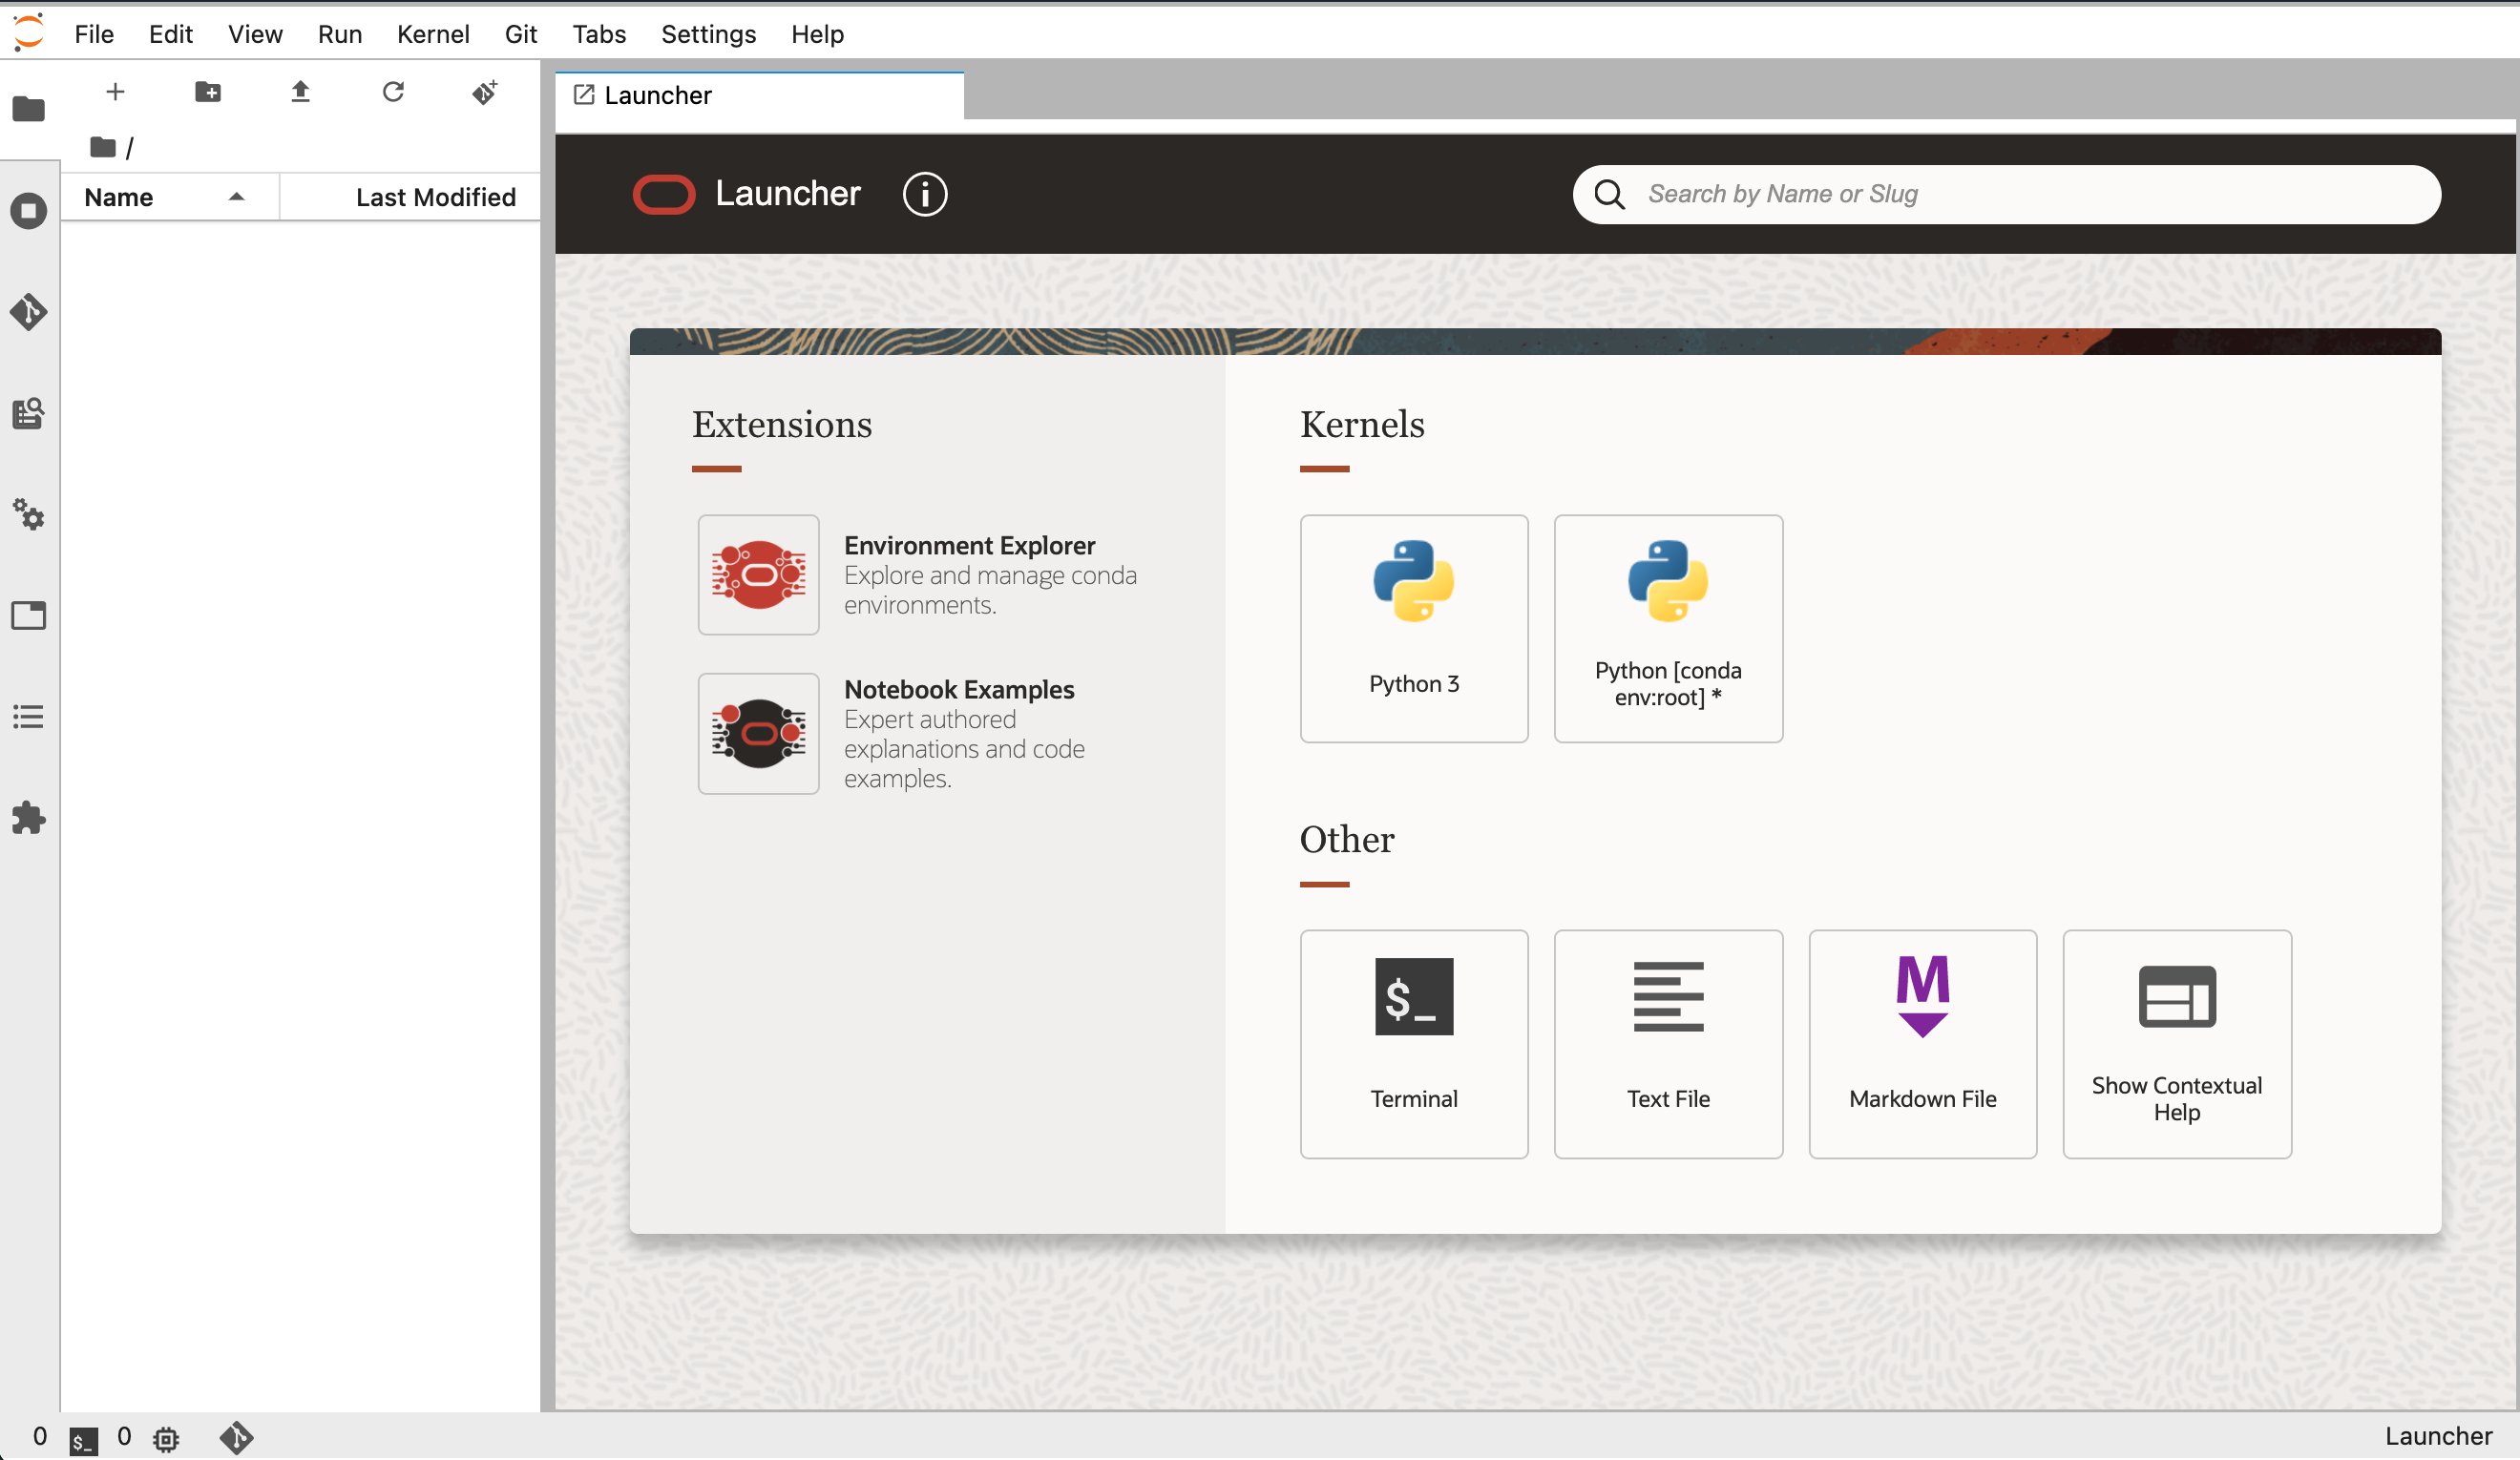 File Edit View Run Kernel Git Tabs Settings Help
Launcher
/
Name Last Modified
Launcher
Search by Name or Slug
Extensions
Environment Explorer
Explore and manage conda
environments.
Notebook Examples
Expert authored
explanations and code
examples.
Kernels
Python 3
Python [conda
env:root] *
Other
$_
Terminal
Text File
M
Markdown File
Show Contextual
Help
0 $_ 0
Launcher